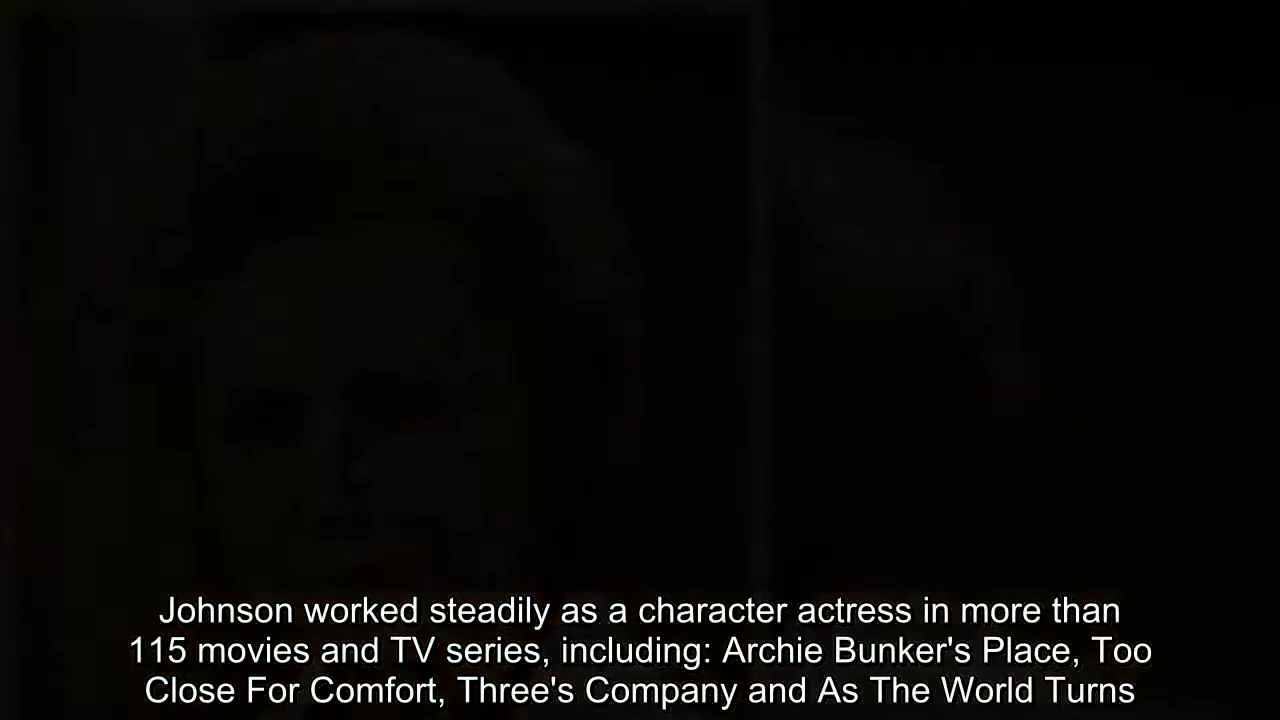 Johnson worked steadily as a character actress in more than
115 movies and TV series, including: Archie Bunker's Place, Too
Close For Comfort, Three's Company and As The World Turns